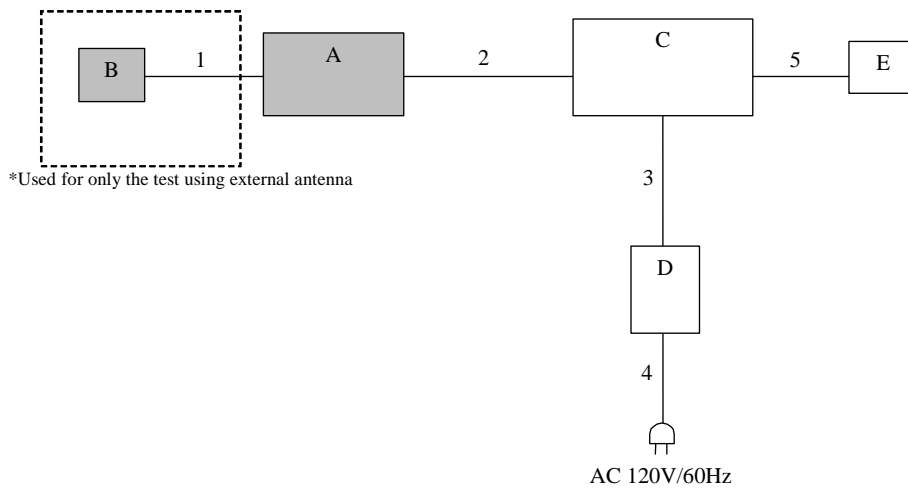 B
1
A
2
C
5
E
*Used for only the test using external antenna
3
D
4
AC 120V/60Hz